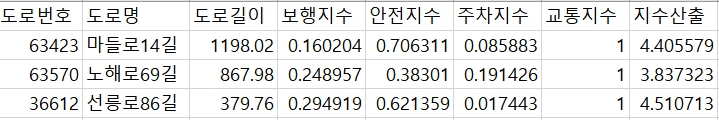 도로번호 도로명 도로길이 보행지수 안전지수 주차지수 교통지수 지수산출
63423 마들로14길 1198.02 0.160204 0.706311 0.085883 1 4.405579
63570 노해로69길 867.98 0.248957 0.38301 0.191426 1 3.837323
36612 선릉로86길 379.76 0.294919 0.621359 0.017443 1 4.510713